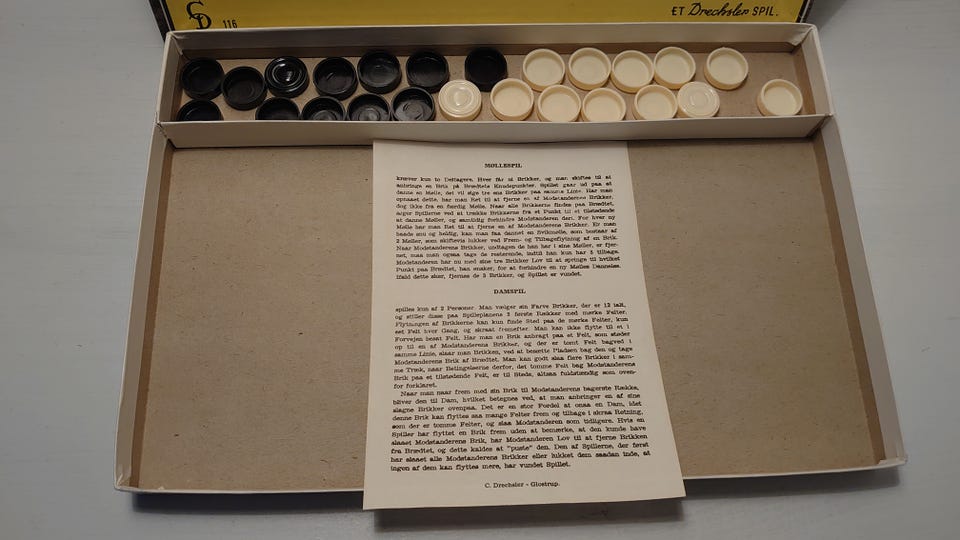 CD
116
ET Drechsler SPIL.
MØLLESPIL
kræver kun to Deltagere. Hver får ni Brikker, og man skiftes til at
anbringe en Brik på Brædtets Knudepunkter. Spillet gaar ud paa at
danne en Mølle, det vil sige tre ens Brikker paa samme Linie. Har man
opnaaet dette, har man Ret til at fjerne en af Modstanderens Brikker,
dog ikke fra en færdig Mølle. Naar alle Brikkerne findes paa Brædtet,
søger Spillerne ved at trække Brikkerne fra et Punkt til et tilstødende
at danne Møller, og samtidig forhindre Modstanderen deri. For hver ny
Mølle har man Ret til at fjerne en af Modstanderens Brikker. Er man
baade snu og heldig, kan man faa dannet en Svikmølle, som bestaar af
2 Møller, som skiftevis lukker ved Frem- og Tilbageflytning af en Brik.
Naar Modstanderens Brikker, undtagen de han har i sine Møller, er fjer-
net, maa man ogsaa tage de resterende, indtil han kun har 3 tilbage.
Modstanderen har nu med sine tre Brikker Lov til at springe til hvilket
Punkt paa Brædtet, han ønsker, for at forhindre en ny Mølles Dannelse.
Ifald dette sker, fjernes de 3 Brikker, og Spillet er vundet.
DAMSPIL
spilles kun af 2 Personer. Man vælger sin Farve Brikker, der er 12 ialt,
og stiller disse paa Spilleplanens 3 første Rækker med mørke Felter.
Flytningen af Brikkerne kan kun finde Sted paa de mørke Felter, kun
eet Felt hver Gang, og skraat fremefter. Man kan ikke flytte til et i
Forvejen besat Felt. Har man en Brik anbragt paa et Felt, som støder
op til en af Modstanderens Brikker, og der er tomt Felt bagved i
samme Linie, slaar man Brikken, ved at besætte Pladsen bag den og tage
Modstanderens Brik af Brædtet. Man kan godt slaa flere Brikker i sam-
me Træk, naar Betingelserne derfor, det tomme Felt bag Modstanderens
Brik paa et tilstødende Felt, er til Stede, altsaa fuldstændig som oven-
for forklaret.
Naar man naar frem med sin Brik til Modstanderens bagerste Række,
bliver den til Dam, hvilket betegnes ved, at man anbringer en af sine
slagne Brikker ovenpaa. Det er en stor Fordel at opnaa en Dam, idet
denne Brik kan flyttes saa mange Felter frem og tilbage i skraa Retning,
som der er tomme Felter, og slaa Modstanderen som tidligere. Hvis en
Spiller har flyttet en Brik frem uden at bemærke, at den kunde have
slaaet Modstanderens Brik, har Modstanderen Lov til at fjerne Brikken
fra Brædtet, og dette kaldes at "puste" den. Den af Spillerne, der først
har slaaet alle Modstanderens Brikker eller lukket dem saadan inde, at
ingen af dem kan flyttes mere, har vundet Spillet.
C. Drechsler - Glostrup.